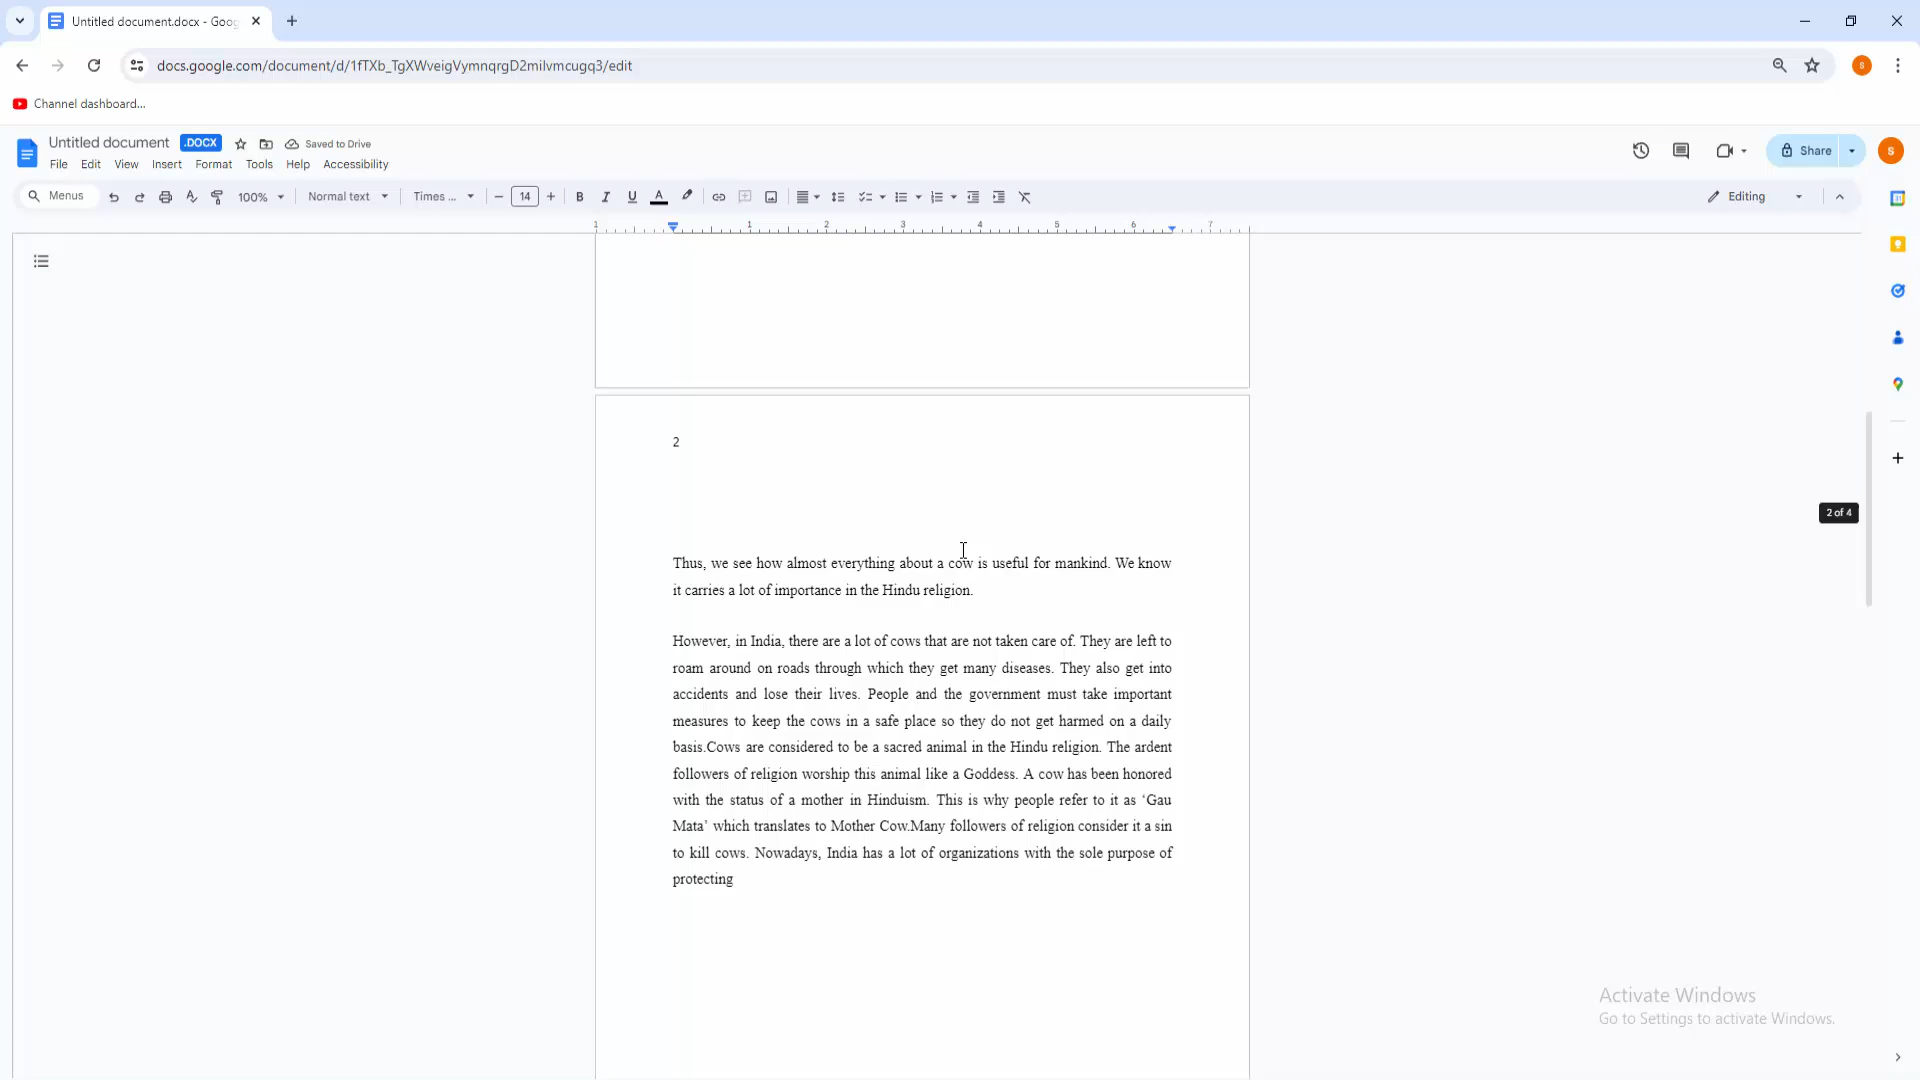 Untitled document.docx - Goog
docs.google.com/document/d/1fTXb_TgXWveigVymnqrgD2milvmcugq3/edit
S
Channel dashboard...
Untitled document .DOCX Saved to Drive
Share
S
File Edit View Insert Format Tools Help Accessibility
Menus 100% Normal text Times ... 14 B I U A Editing
1 1 2 3 4 5 6 7
2
2 of 4
Thus, we see how almost everything about a cow is useful for mankind. We know
it carries a lot of importance in the Hindu religion.
However, in India, there are a lot of cows that are not taken care of. They are left to
roam around on roads through which they get many diseases. They also get into
accidents and lose their lives. People and the government must take important
measures to keep the cows in a safe place so they do not get harmed on a daily
basis.Cows are considered to be a sacred animal in the Hindu religion. The ardent
followers of religion worship this animal like a Goddess. A cow has been honored
with the status of a mother in Hinduism. This is why people refer to it as ‘Gau
Mata’ which translates to Mother Cow.Many followers of religion consider it a sin
to kill cows. Nowadays, India has a lot of organizations with the sole purpose of
protecting
Activate Windows
Go to Settings to activate Windows.